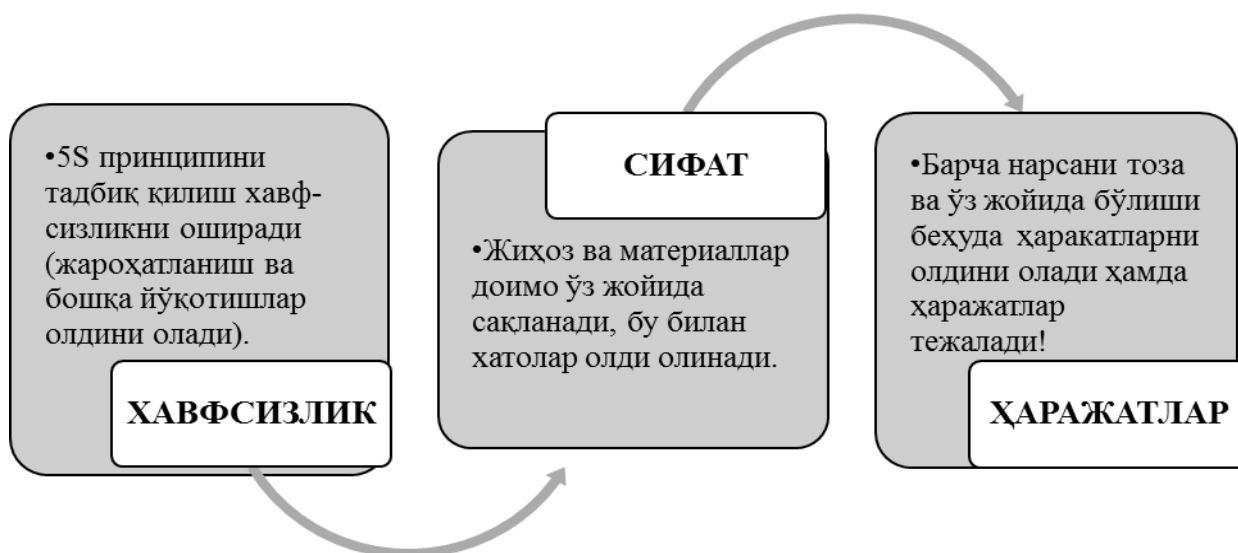 •5S принципини
тадбиқ қилиш хавф-
сизликни оширади
(жароҳатланиш ва
бошқа йўқотишлар
олдини олади).
ХАВФСИЗЛИК
СИФАТ
•Жиҳоз ва материаллар
доимо ўз жойида
сақланади, бу билан
хатолар олди олинади.
•Барча нарсани тоза
ва ўз жойида бўлиши
беҳуда ҳаракатларни
олдини олади ҳамда
ҳаражатлар
тежалади!
ҲАРАЖАТЛАР